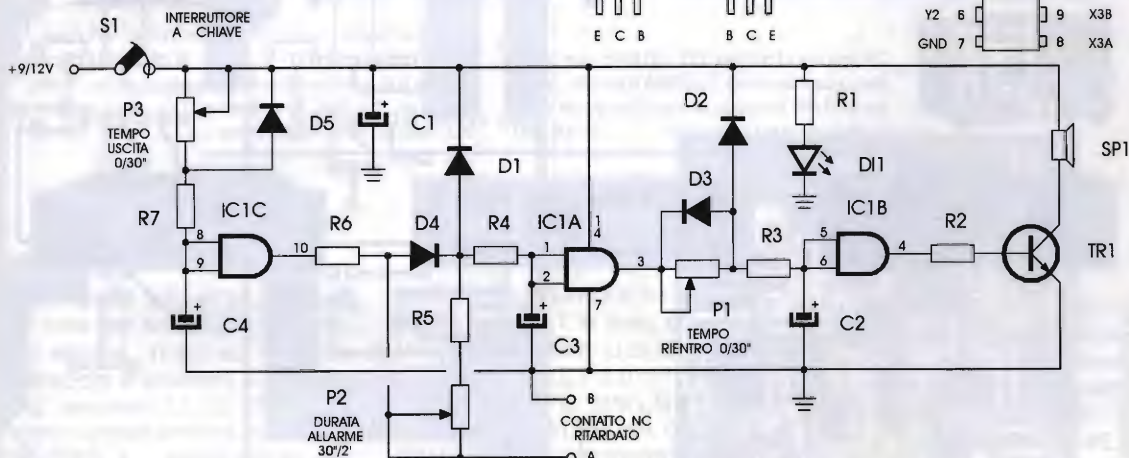 S1
INTERRUTTORE
A CHIAVE
E C B
B C E
Y2 6
9 X3B
GND 7
8 X3A
+9/12V
P3
TEMPO
USCITA
0/30"
D5
C1
D1
D2
R1
SP1
DI1
D3
R7
IC1C
8
9
10
R6
D4
R4
IC1A
1
2
1
4
3
7
R3
IC1B
5
6
4
R2
TR1
C4
R5
C3
P1
TEMPO
RIENTRO 0/30"
C2
P2
DURATA
ALLARME
30"/2'
B
CONTATTO NC
RITARDATO
A